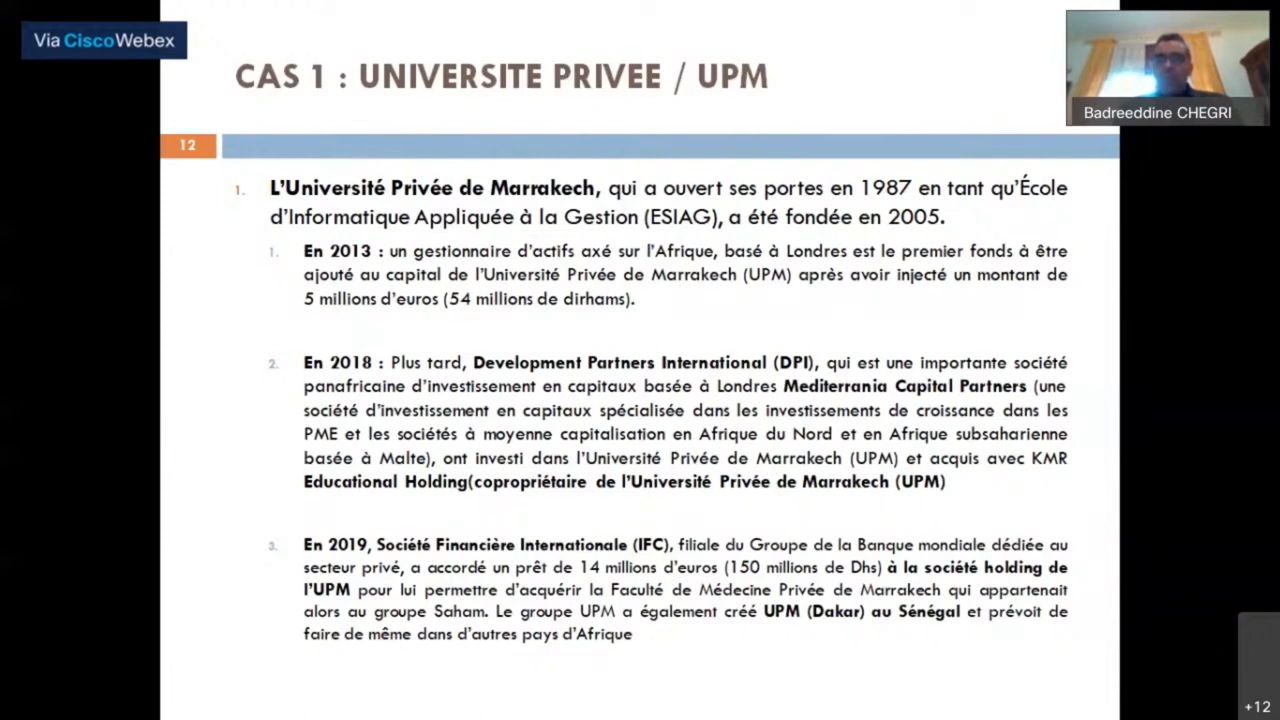 Via CiscoWebex
CAS 1 : UNIVERSITE PRIVEE / UPM
Badreeddine CHEGRI
12
1. L'Université Privée de Marrakech, qui a ouvert ses portes en 1987 en tant qu'École
d'Informatique Appliquée à la Gestion (ESIAG), a été fondée en 2005.
1. En 2013 : un gestionnaire d'actifs axé sur l'Afrique, basé à Londres est le premier fonds à être
ajouté au capital de l'Université Privée de Marrakech (UPM) après avoir injecté un montant de
5 millions d'euros (54 millions de dirhams).
2. En 2018 : Plus tard, Development Partners International (DPI), qui est une importante société
panafricaine d'investissement en capitaux basée à Londres Mediterrania Capital Partners (une
société d'investissement en capitaux spécialisée dans les investissements de croissance dans les
PME et les sociétés à moyenne capitalisation en Afrique du Nord et en Afrique subsaharienne
basée à Malte), ont investi dans l'Université Privée de Marrakech (UPM) et acquis avec KMR
Educational Holding(copropriétaire de l'Université Privée de Marrakech (UPM)
3. En 2019, Société Financière Internationale (IFC), filiale du Groupe de la Banque mondiale dédiée au
secteur privé, a accordé un prêt de 14 millions d'euros (150 millions de Dhs) à la société holding de
l'UPM pour lui permettre d'acquérir la Faculté de Médecine Privée de Marrakech qui appartenait
alors au groupe Saham. Le groupe UPM a également créé UPM (Dakar) au Sénégal et prévoit de
faire de même dans d'autres pays d'Afrique
+12